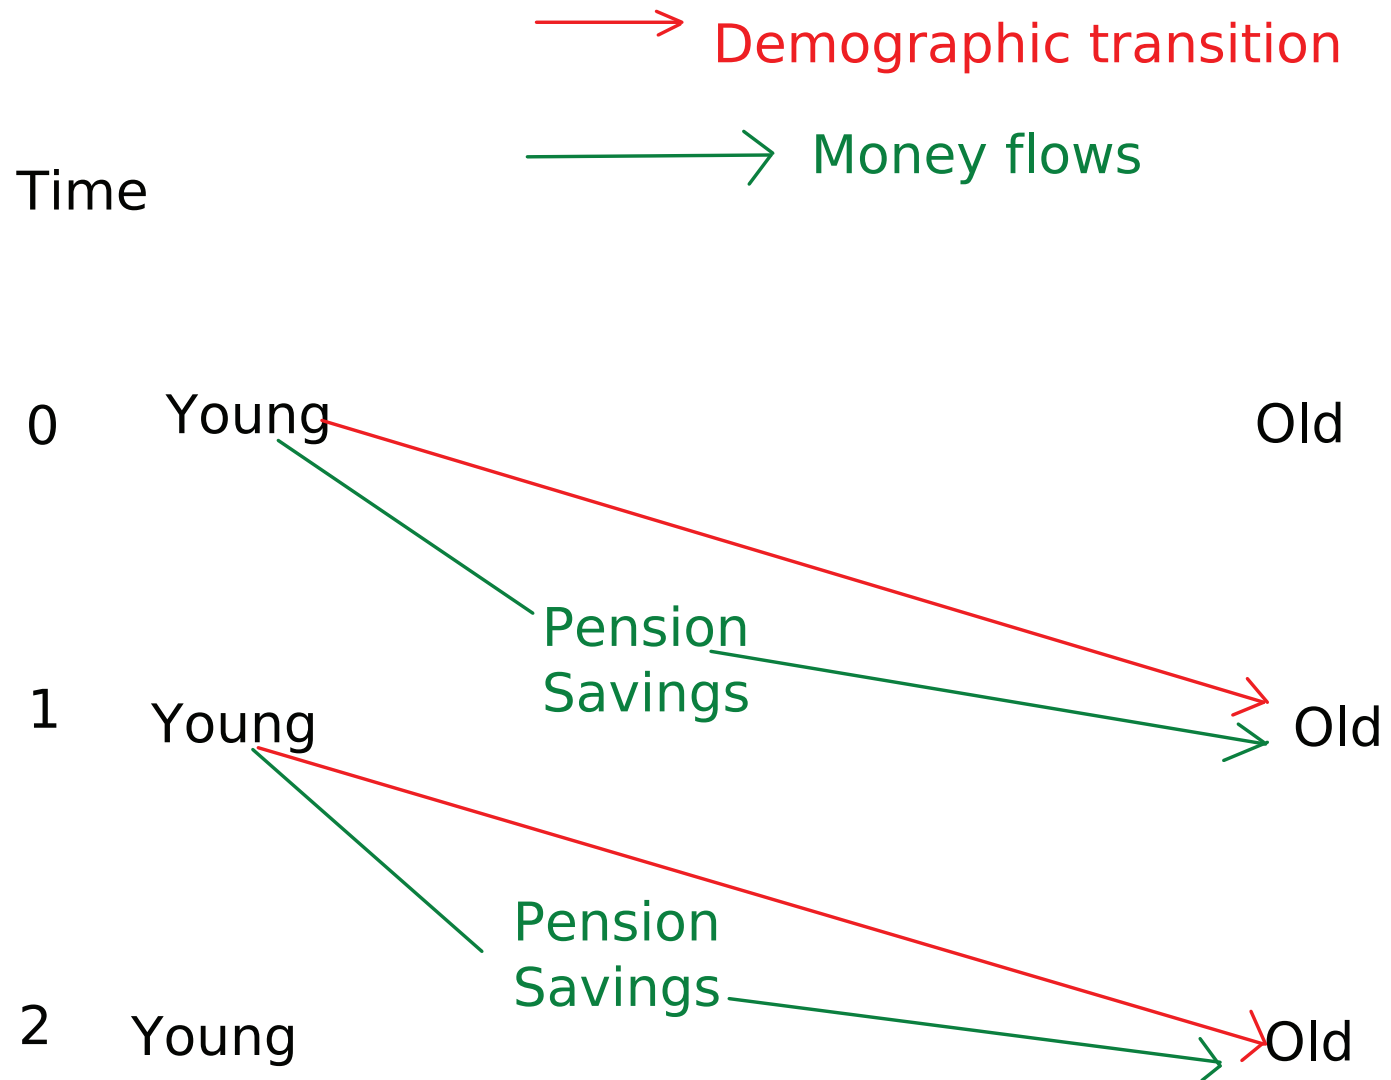 Demographic transition
Money flows
Time
0 Young Old
Pension
Savings
1 Young Old
Pension
Savings
2 Young Old